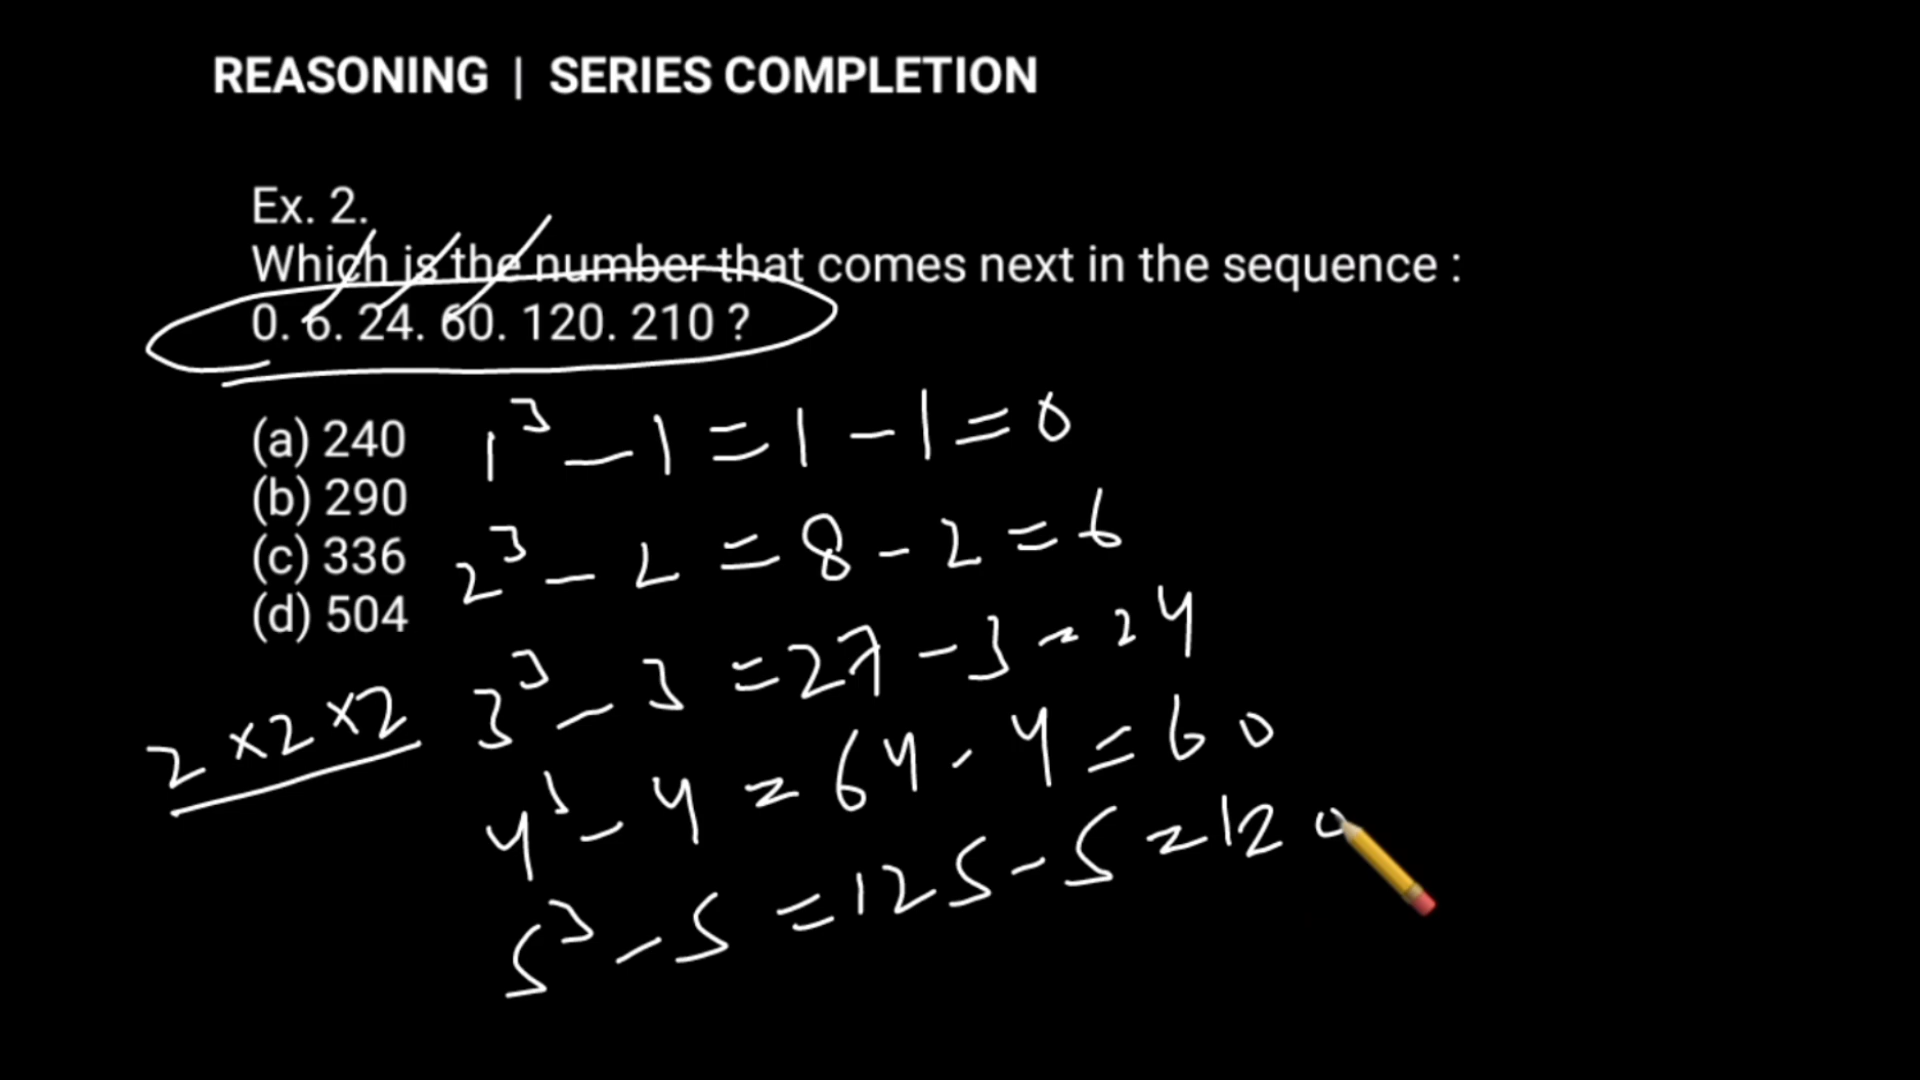 REASONING | SERIES COMPLETION
Ex. 2.
Which is the number that comes next in the sequence :
0. 6. 24. 60. 120. 210 ?
(a) 240
(b) 290
(c) 336
(d) 504
1³ - 1 = 1 - 1 = 0
2³ - 2 = 8 - 2 = 6
3³ - 3 = 27 - 3 = 24
2 × 2 × 2
4³ - 4 = 64 - 4 = 60
5³ - 5 = 125 - 5 = 120